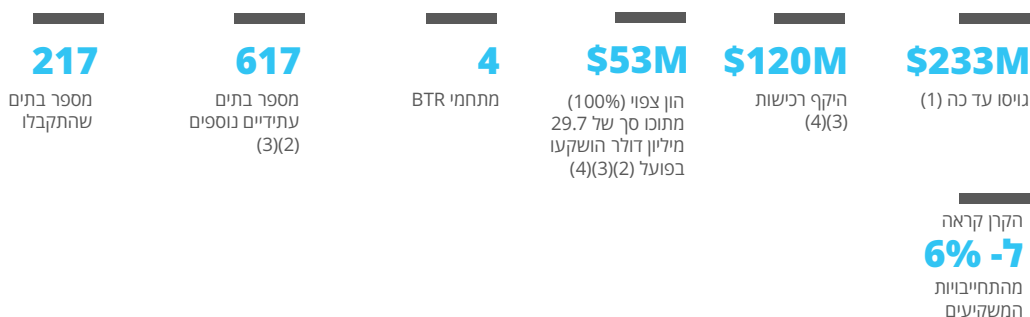 $233M
גויסו עד כה (1)
$120M
היקף רכישות
(3)(4)
$53M
הון צפוי (100%)
מתוכו סך של 29.7
מיליון דולר הושקעו
בפועל (2)(3)(4)
4
מתחמי BTR
617
מספר בתים
עתידיים נוספים
(2)(3)
217
מספר בתים
שהתקבלו
הקרן קראה
ל- 6%
מהתחייבויות
המשקיעים